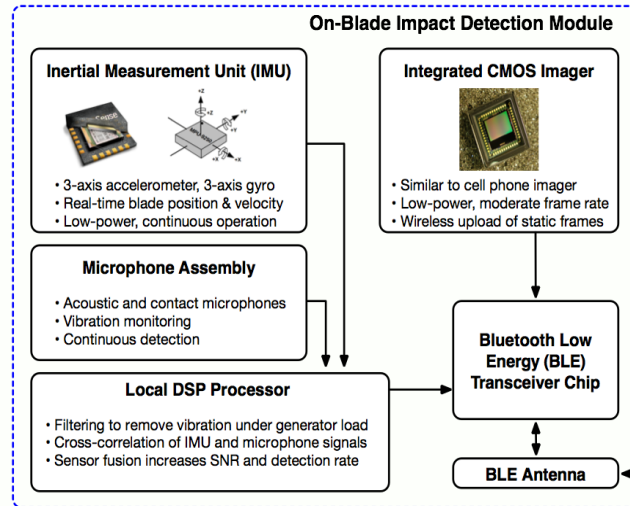 On-Blade Impact Detection Module
Inertial Measurement Unit (IMU)
+Z
+Z
+Y
+Y
MPU-9250
+X
+X
• 3-axis accelerometer, 3-axis gyro
• Real-time blade position & velocity
• Low-power, continuous operation
Integrated CMOS Imager
• Similar to cell phone imager
• Low-power, moderate frame rate
• Wireless upload of static frames
Microphone Assembly
• Acoustic and contact microphones
• Vibration monitoring
• Continuous detection
Bluetooth Low
Energy (BLE)
Transceiver Chip
Local DSP Processor
• Filtering to remove vibration under generator load
• Cross-correlation of IMU and microphone signals
• Sensor fusion increases SNR and detection rate
BLE Antenna